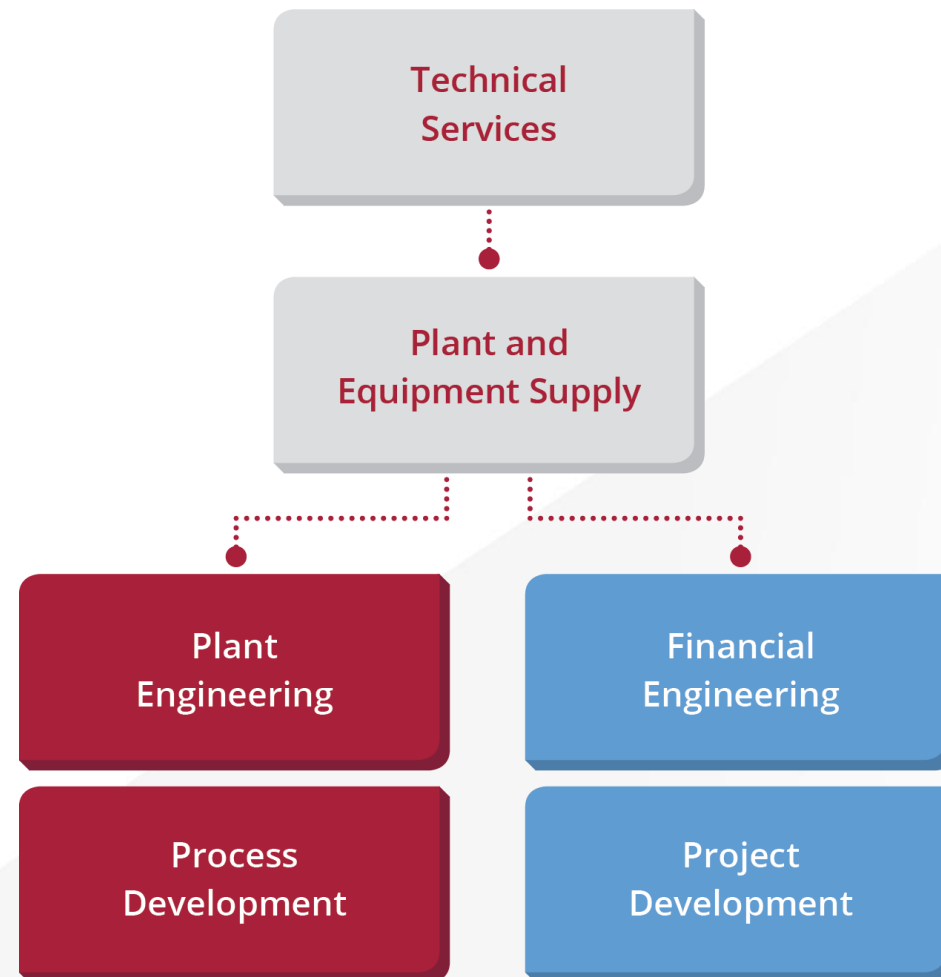 Technical
Services
Plant and
Equipment Supply
Plant
Engineering
Financial
Engineering
Process
Development
Project
Development